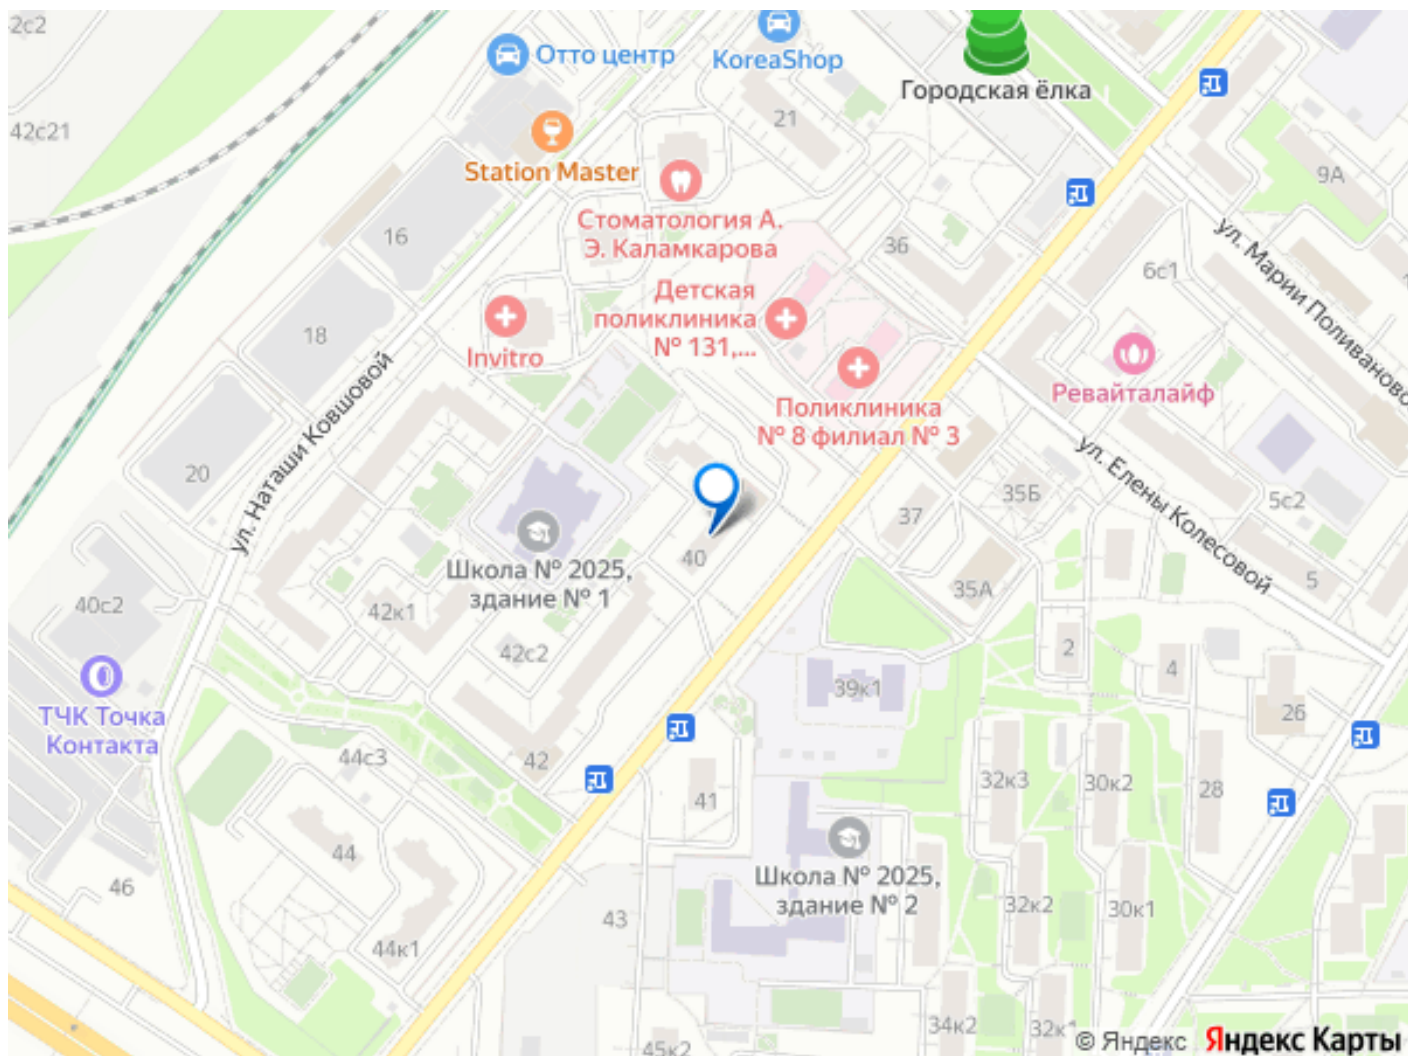 42с2
Отто центр
KoreaShop
Городская ёлка
42с21
21
Station Master
9А
Стоматология А.
Э. Каламкарова
16
36
ул. Марии Поливановой
6с1
Детская
поликлиника
№ 131,...
18
Invitro
Ревайталайф
Поликлиника
№ 8 филиал № 3
ул. Наташи Ковшовой
20
ул. Елены Колесовой
35Б
5с2
37
40
Школа № 2025,
здание № 1
35А
5
40с2
42к1
42с2
2
4
39к1
ТЧК Точка
Контакта
26
44с3
42
41
32к3
30к2
28
44
46
Школа № 2025,
здание № 2
43
32к2
30к1
44к1
34к2
45к2
© Яндекс
Яндекс Карты